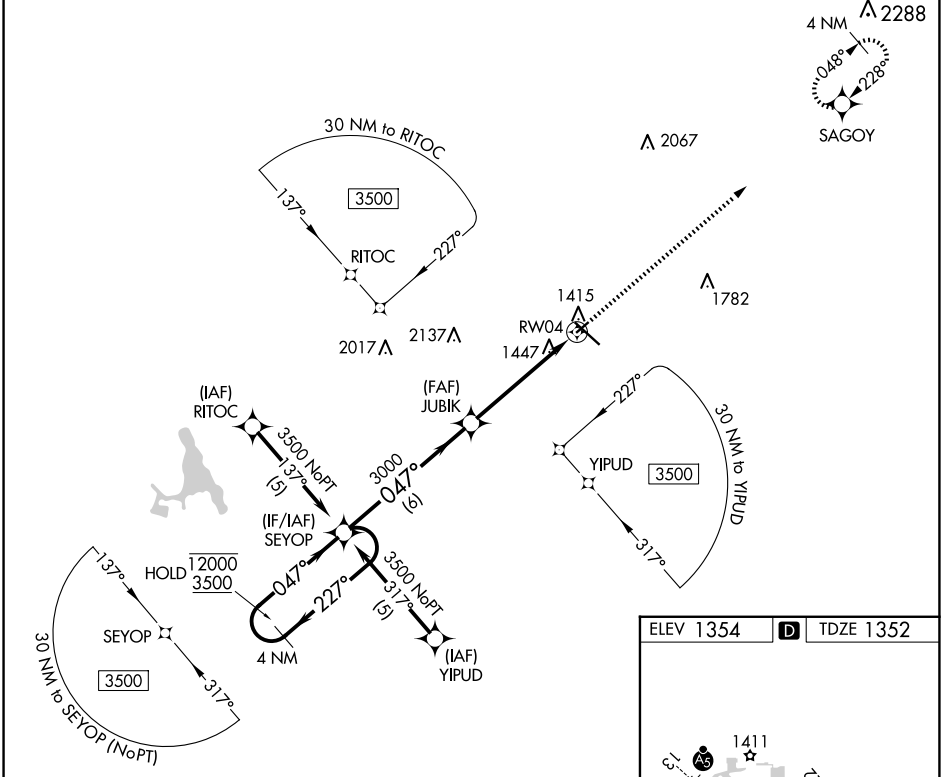 2288
4 NM
048°
228°
SAGOY
2067
30 NM to RITOC
3500
137°
227°
RITOC
1782
1415
RW04
2137
2017
1447
(FAF)
JUBIK
(IAF)
RITOC
3500 NoPT
137°
(5)
3000
047°
(6)
227°
30 NM to YIPUD
YIPUD
3500
317°
(IF/IAF)
SEYOP
HOLD 12000
3500
047°
227°
4 NM
3500 NoPT
317°
(5)
(IAF)
YIPUD
137°
SEYOP
3500
317°
30 NM to SEYOP (NoPT)
ELEV 1354 D TDZE 1352
1411
A5
13